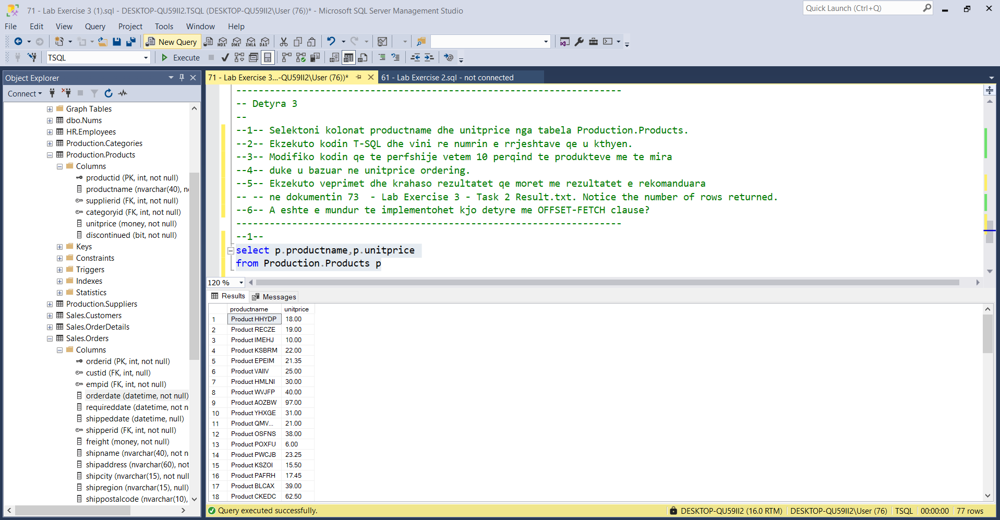 71 - Lab Exercise 3 (1).sql - DESKTOP-QU59II2.TSQL (DESKTOP-QU59II2\User (76))* - Microsoft SQL Server Management Studio
Quick Launch (Ctrl+Q)
File Edit View Query Project Tools Window Help
New Query MDX DMX XMLA DAX
TSQL Execute
Object Explorer
Connect
Graph Tables
dbo.Nums
HR.Employees
Production.Categories
Production.Products
Columns
productid (PK, int, not null)
productname (nvarchar(40), n
supplierid (FK, int, not null)
categoryid (FK, int, not null)
unitprice (money, not null)
discontinued (bit, not null)
Keys
Constraints
Triggers
Indexes
Statistics
Production.Suppliers
Sales.Customers
Sales.OrderDetails
Sales.Orders
Columns
orderid (PK, int, not null)
custid (FK, int, null)
empid (FK, int, not null)
orderdate (datetime, not null)
requireddate (datetime, not n
shippeddate (datetime, null)
shipperid (FK, int, not null)
freight (money, not null)
shipname (nvarchar(40), not n
shipaddress (nvarchar(60), not
shipcity (nvarchar(15), not null
shipregion (nvarchar(15), null)
shippostalcode (nvarchar(10),
71 - Lab Exercise 3...-QU59II2\User (76))* 61 - Lab Exercise 2.sql - not connected
---------------------------------------------------------------------
-- Detyra 3
--
--1-- Selektoni kolonat productname dhe unitprice nga tabela Production.Products.
--2-- Ekzekuto kodin T-SQL dhe vini re numrin e rrjeshtave qe u kthyen.
--3-- Modifiko kodin qe te perfshije vetem 10 perqind te produkteve me te mira
--4-- duke u bazuar ne unitprice ordering.
--5-- Ekzekuto veprimet dhe krahaso rezultatet qe moret me rezultatet e rekomanduara
-- -- ne dokumentin 73  - Lab Exercise 3 - Task 2 Result.txt. Notice the number of rows returned.
--6-- A eshte e mundur te implementohet kjo detyre me OFFSET-FETCH clause?
---------------------------------------------------------------------
--1--
select p.productname,p.unitprice
from Production.Products p
120 %
Results Messages
productname unitprice
1 Product HHYDP 18.00
2 Product RECZE 19.00
3 Product IMEHJ 10.00
4 Product KSBRM 22.00
5 Product EPEIM 21.35
6 Product VAIIV 25.00
7 Product HMLNI 30.00
8 Product WVJFP 40.00
9 Product AOZBW 97.00
10 Product YHXGE 31.00
11 Product QMV... 21.00
12 Product OSFNS 38.00
13 Product POXFU 6.00
14 Product PWCJB 23.25
15 Product KSZOI 15.50
16 Product PAFRH 17.45
17 Product BLCAX 39.00
18 Product CKEDC 62.50
Query executed successfully. DESKTOP-QU59II2 (16.0 RTM) DESKTOP-QU59II2\User (76) TSQL 00:00:00 77 rows